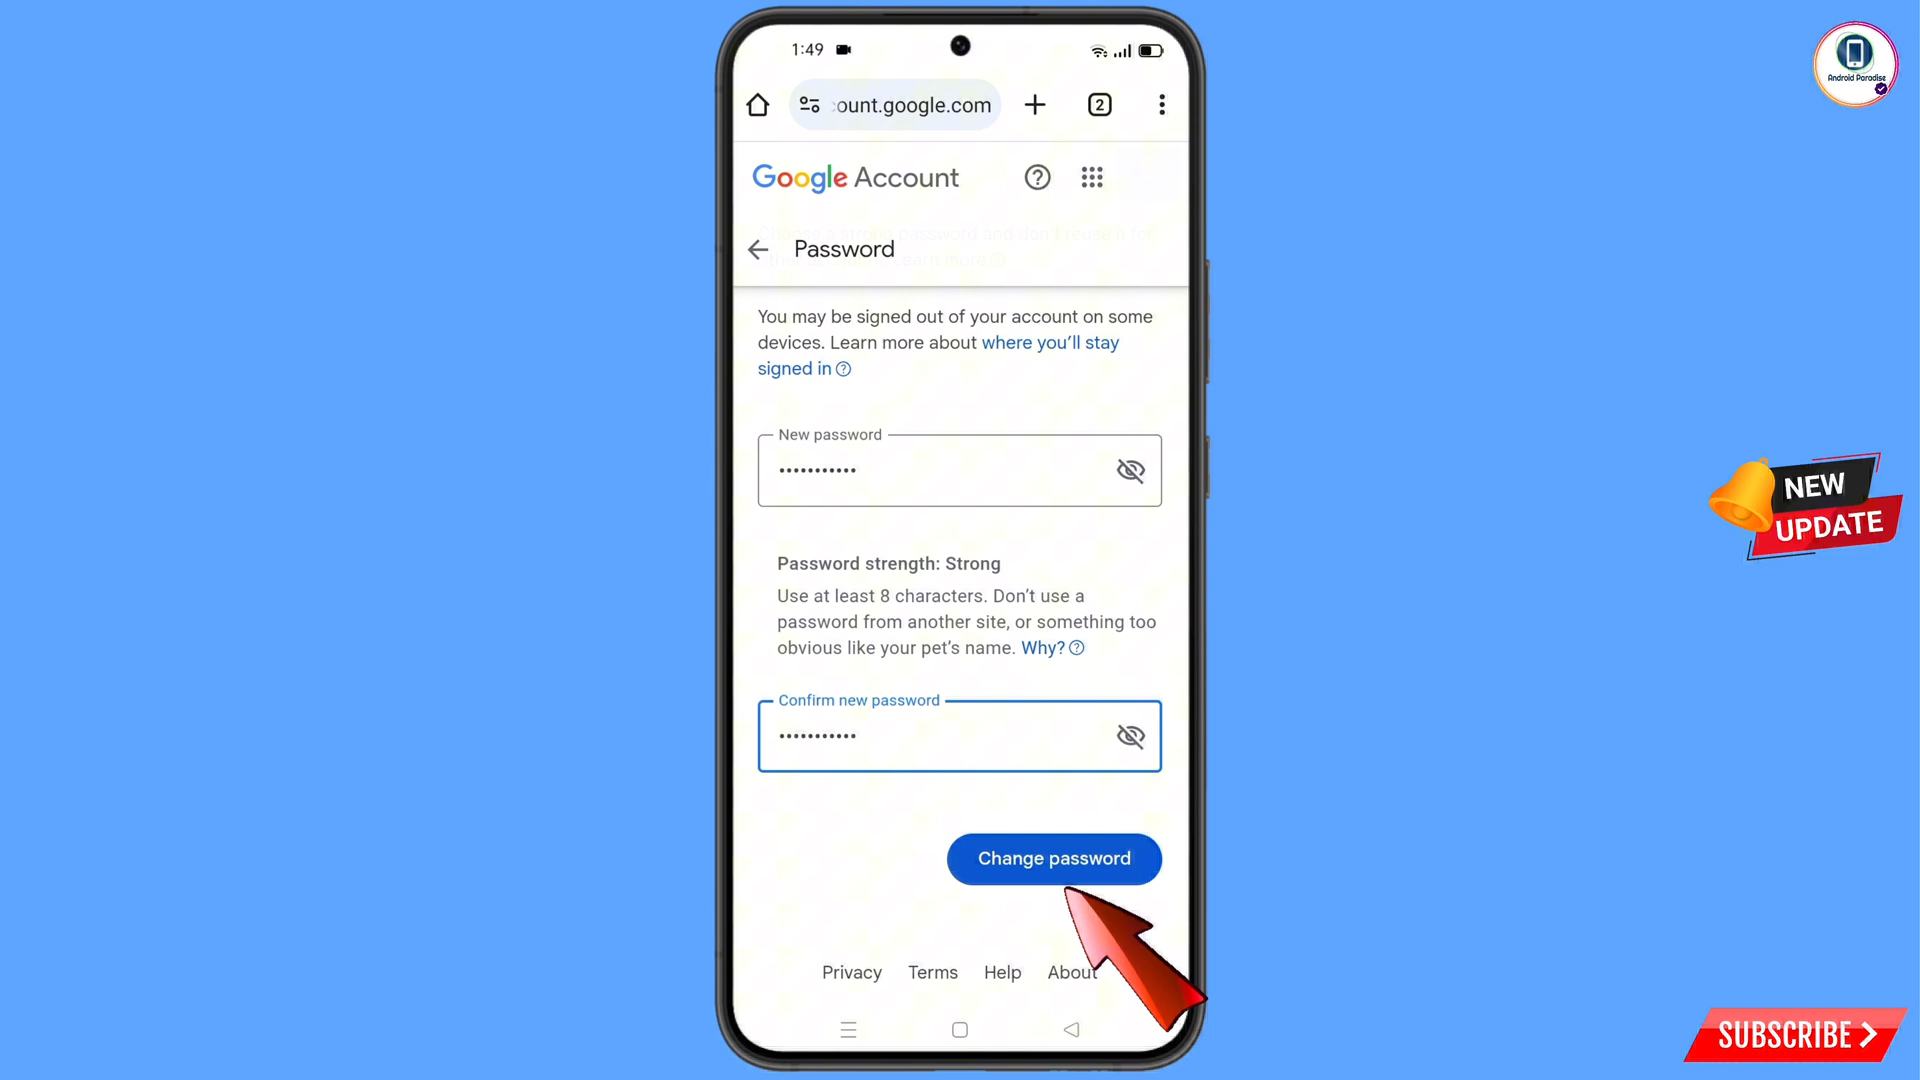 1:49
count.google.com
2
Google Account
Password
You may be signed out of your account on some
devices. Learn more about where you'll stay
signed in
New password
•••••••••••
Password strength: Strong
Use at least 8 characters. Don't use a
password from another site, or something too
obvious like your pet's name. Why?
Confirm new password
•••••••••••
Change password
Privacy Terms Help About
Android Paradise
NEW
UPDATE
SUBSCRIBE